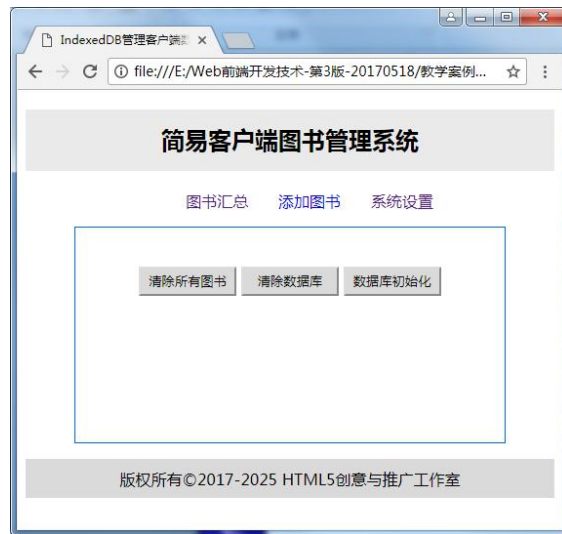 IndexedDB管理客户端
file:///E:/Web前端开发技术-第3版-20170518/教学案例...
简易客户端图书管理系统
图书汇总 添加图书 系统设置
清除所有图书 清除数据库 数据库初始化
版权所有©2017-2025 HTML5创意与推广工作室